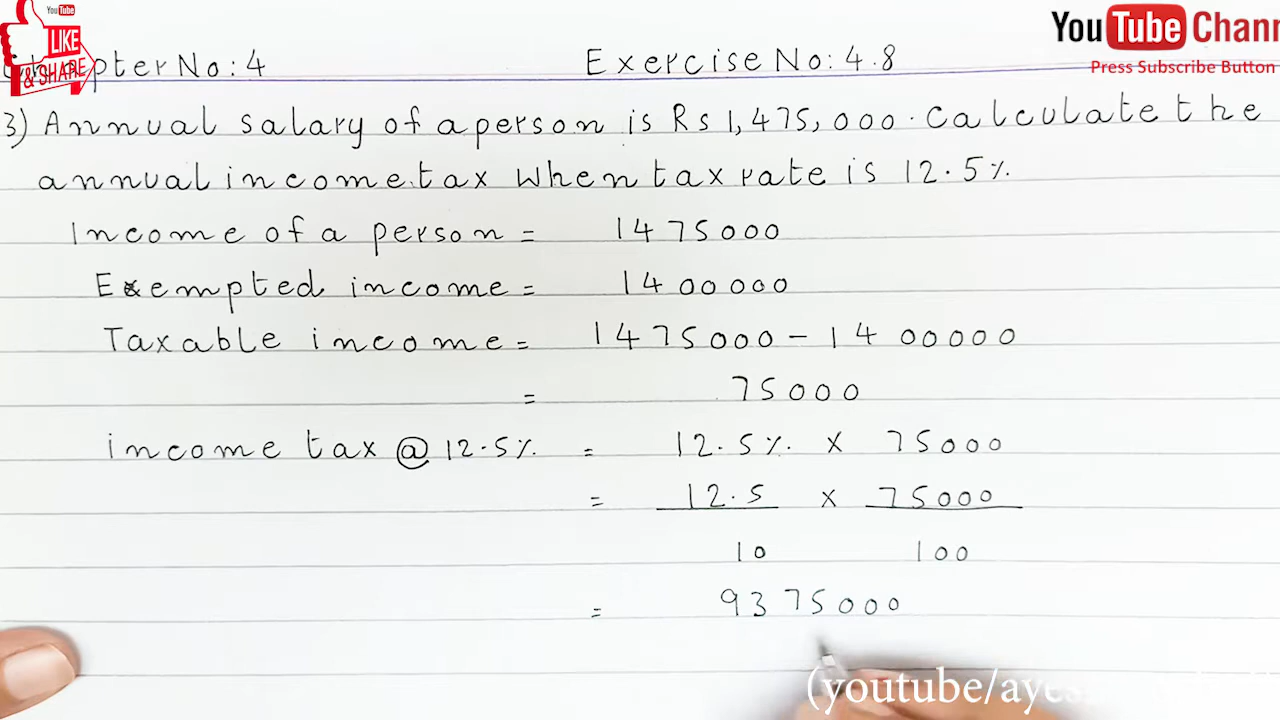 YouTube
LIKE
& SHARE
YouTube Chann
Press Subscribe Button
pter No: 4 Exercise No: 4.8
3) Annual salary of a person is Rs 1,475,000. Calculate the
annual income tax when tax rate is 12.5%.
Income of a person = 1475000
Exempted income = 1400000
Taxable income = 1475000 - 1400000
= 75000
income tax @ 12.5% = 12.5% x 75000
= 12.5 x 75000
10 100
= 9375000
(youtube/ayes